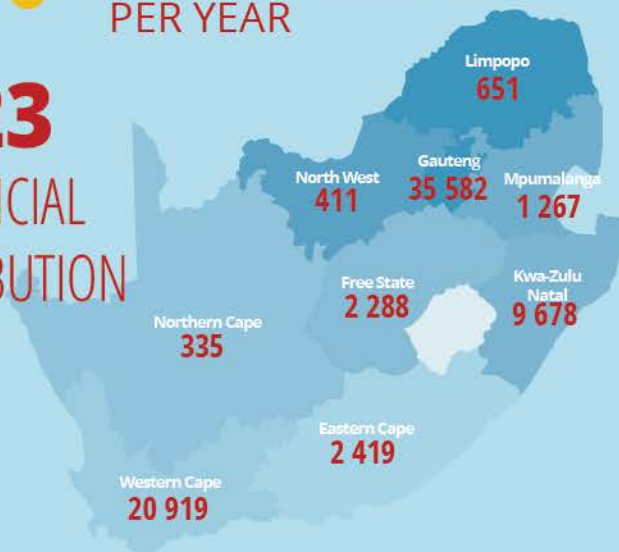 PER YEAR
23
CIAL
BUTION
Limpopo
651
North West
411
Gauteng
35 582
Mpumalanga
1 267
Free State
2 288
Kwa-Zulu
Natal
9 678
Northern Cape
335
Eastern Cape
2 419
Western Cape
20 919